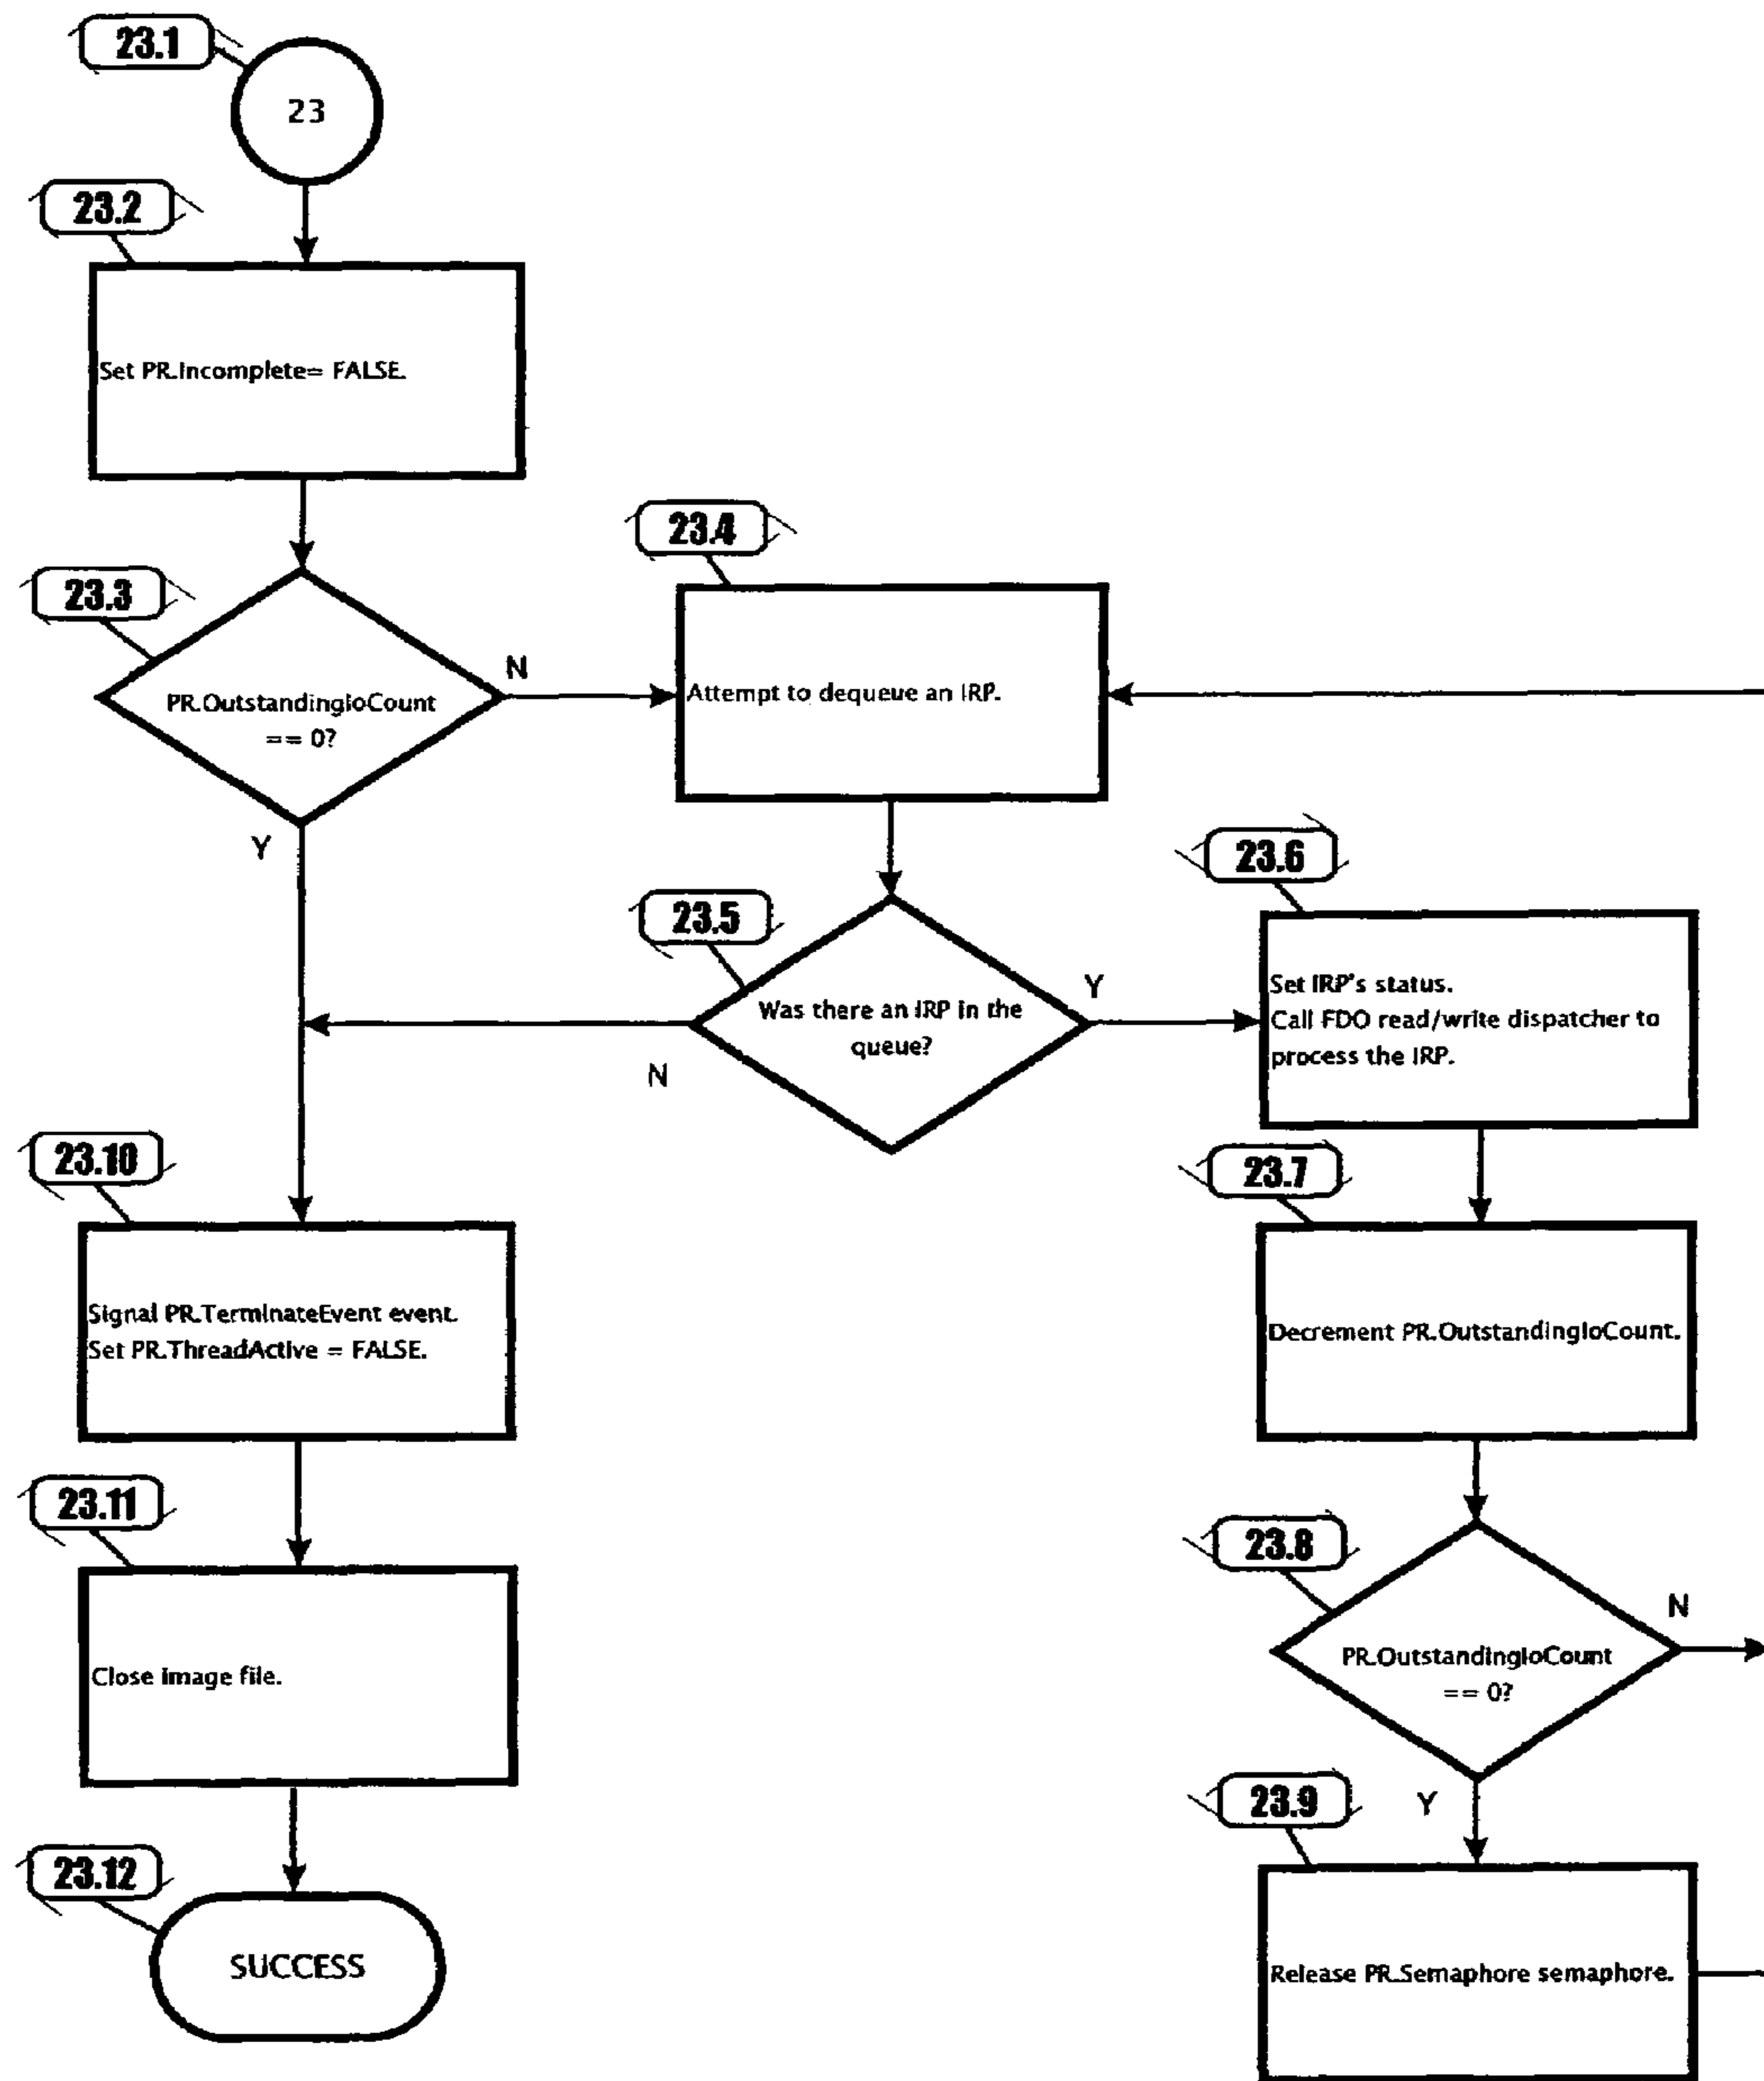 23.1
23
23.2
Set PR.Incomplete= FALSE.
23.3
PR.OutstandingIoCount
== 0?
N
Y
23.4
Attempt to dequeue an IRP.
23.5
Was there an IRP in the
queue?
Y
N
23.6
Set IRP's status.
Call FDO read/write dispatcher to
process the IRP.
23.7
Decrement PR.OutstandingIoCount.
23.8
PR.OutstandingIoCount
== 0?
N
Y
23.9
Release PR.Semaphore semaphore.
23.10
Signal PR.TerminateEvent event.
Set PR.ThreadActive = FALSE.
23.11
Close image file.
23.12
SUCCESS